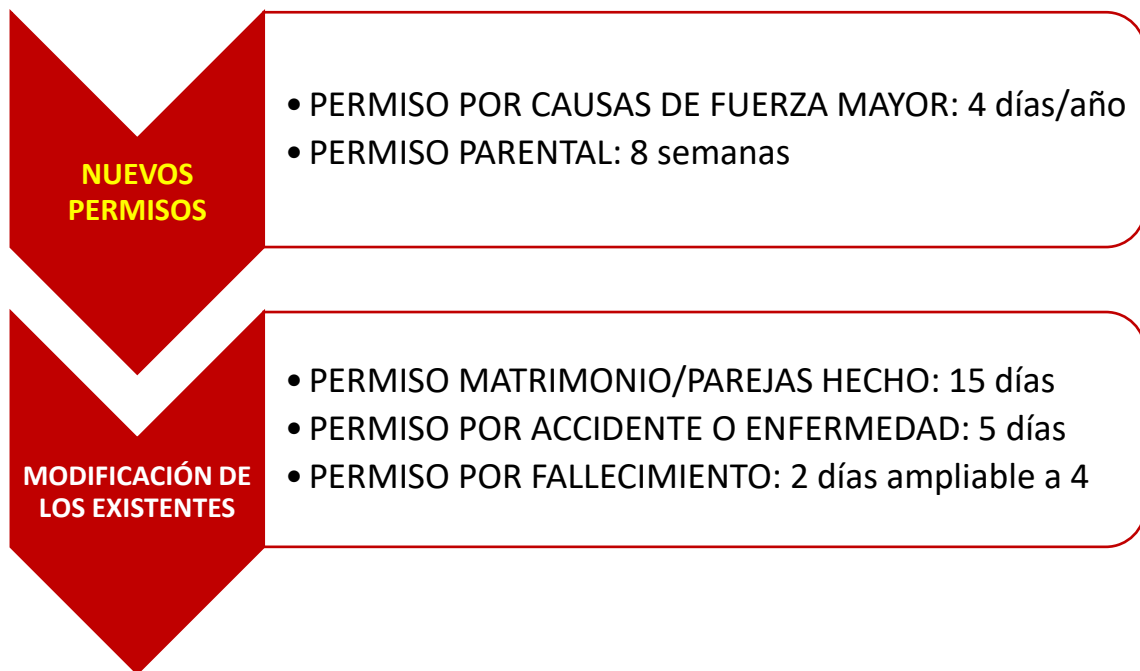 NUEVOS
PERMISOS
• PERMISO POR CAUSAS DE FUERZA MAYOR: 4 días/año
• PERMISO PARENTAL: 8 semanas
MODIFICACIÓN DE
LOS EXISTENTES
• PERMISO MATRIMONIO/PAREJAS HECHO: 15 días
• PERMISO POR ACCIDENTE O ENFERMEDAD: 5 días
• PERMISO POR FALLECIMIENTO: 2 días ampliable a 4